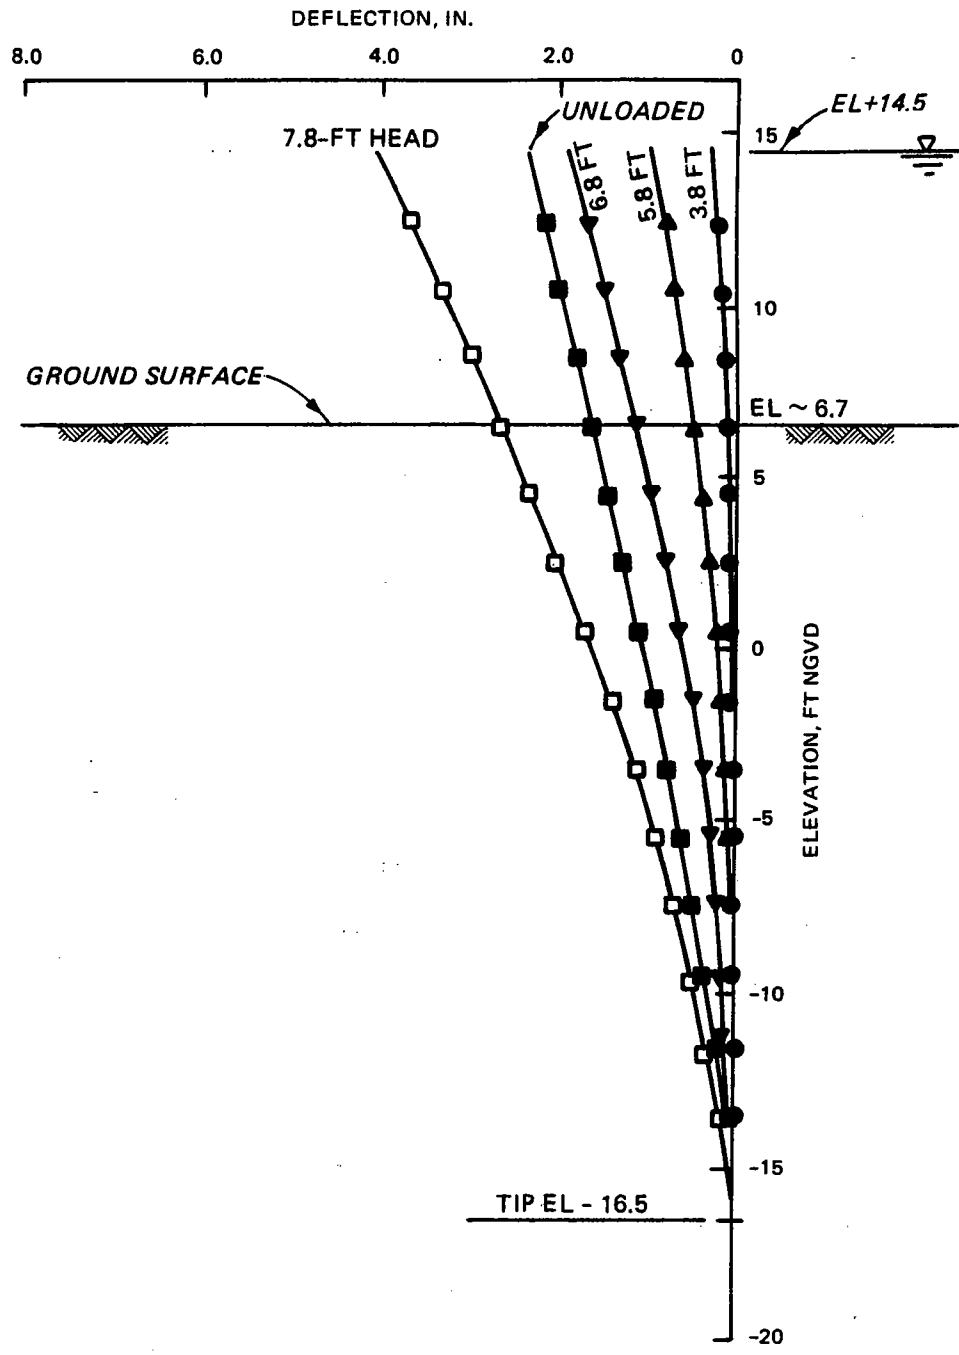 DEFLECTION, IN.
8.0 6.0 4.0 2.0 0
UNLOADED
EL+14.5
7.8-FT HEAD
15
6.8 FT
5.8 FT
3.8 FT
10
GROUND SURFACE
EL ~ 6.7
5
0
ELEVATION, FT NGVD
-5
-10
-15
TIP EL - 16.5
-20